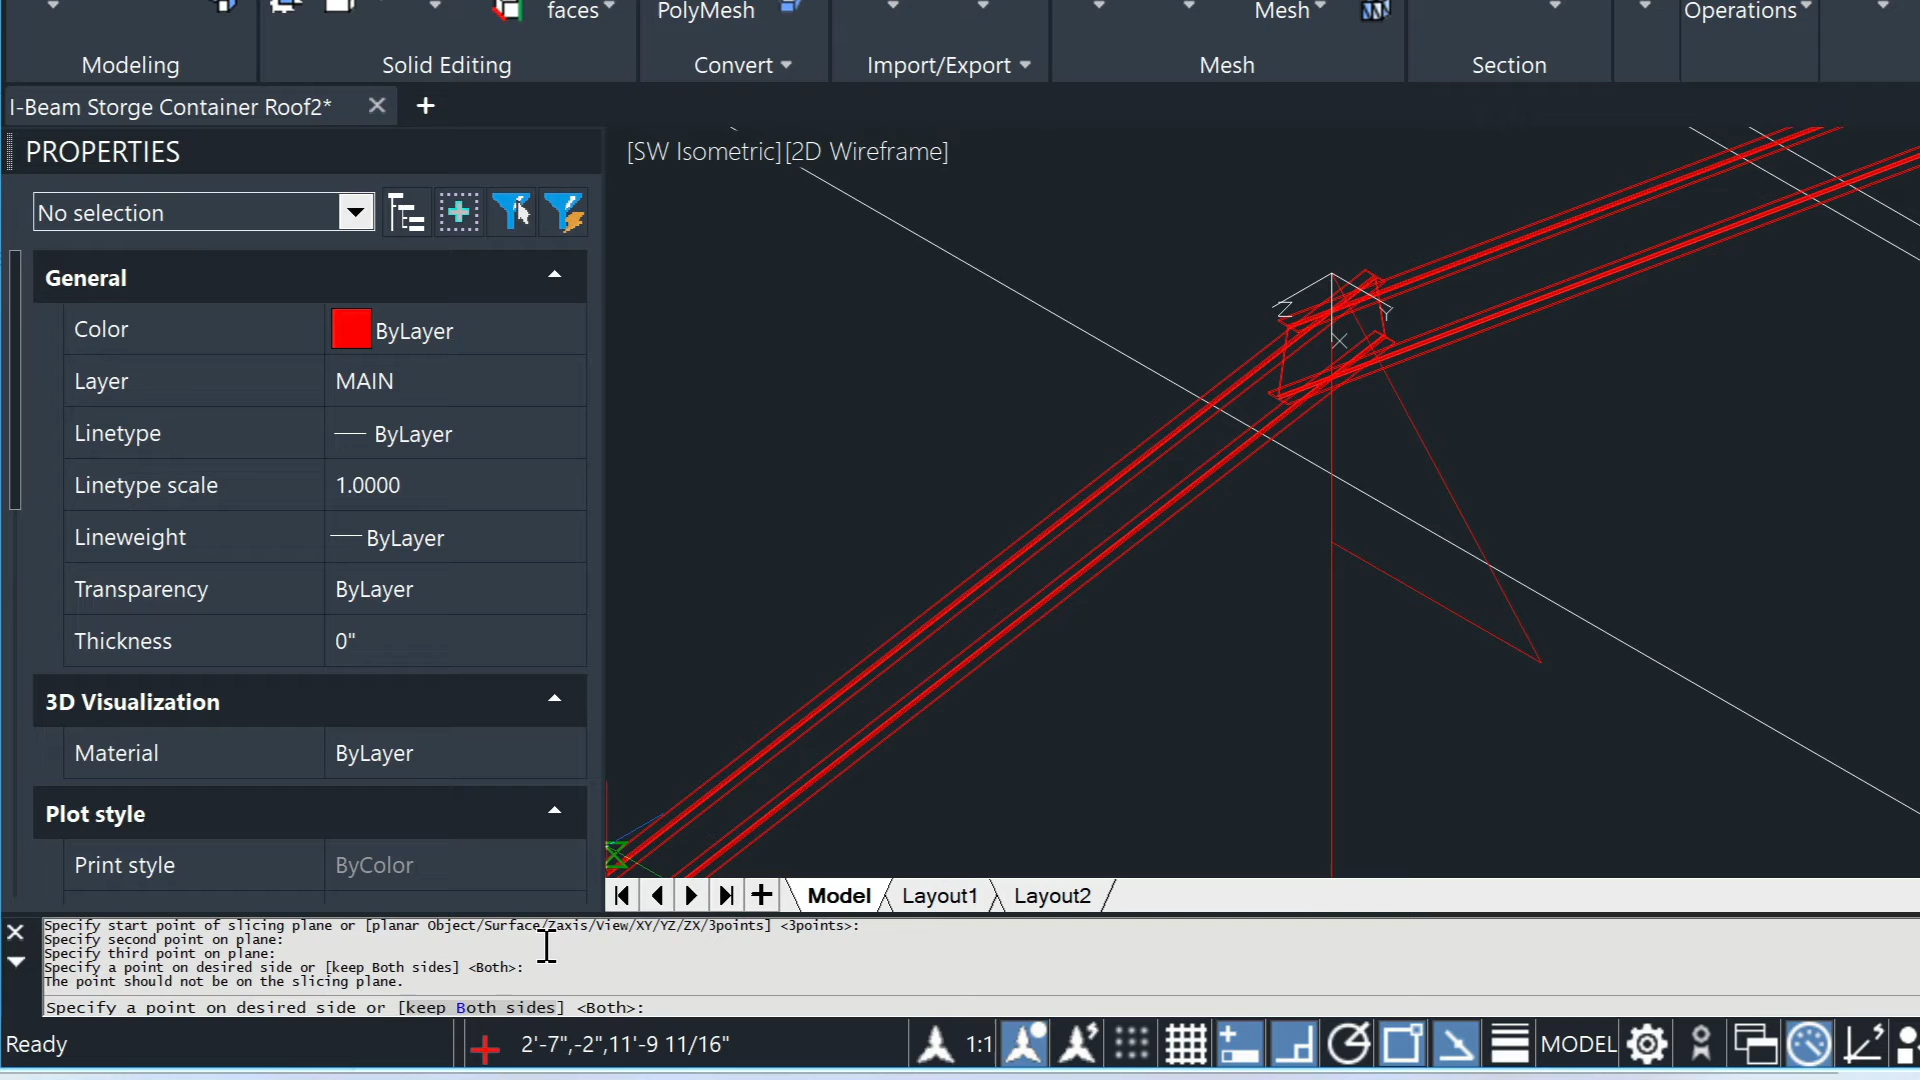 faces
PolyMesh
Mesh
Operations
Modeling
Solid Editing
Convert
Import/Export
Mesh
Section
I-Beam Storge Container Roof2*
PROPERTIES
No selection
General
Color ByLayer
Layer MAIN
Linetype ByLayer
Linetype scale 1.0000
Lineweight ByLayer
Transparency ByLayer
Thickness 0"
3D Visualization
Material ByLayer
Plot style
Print style ByColor
[SW Isometric][2D Wireframe]
Z
Y
X
Model
Layout1
Layout2
Specify start point of slicing plane or [planar Object/Surface/Zaxis/View/XY/YZ/ZX/3points] <3points>:
Specify second point on plane:
Specify third point on plane:
Specify a point on desired side or [keep Both sides] <Both>:
The point should not be on the slicing plane.
Specify a point on desired side or [keep Both sides] <Both>:
Ready
2'-7",-2",11'-9 11/16"
1:1
MODEL